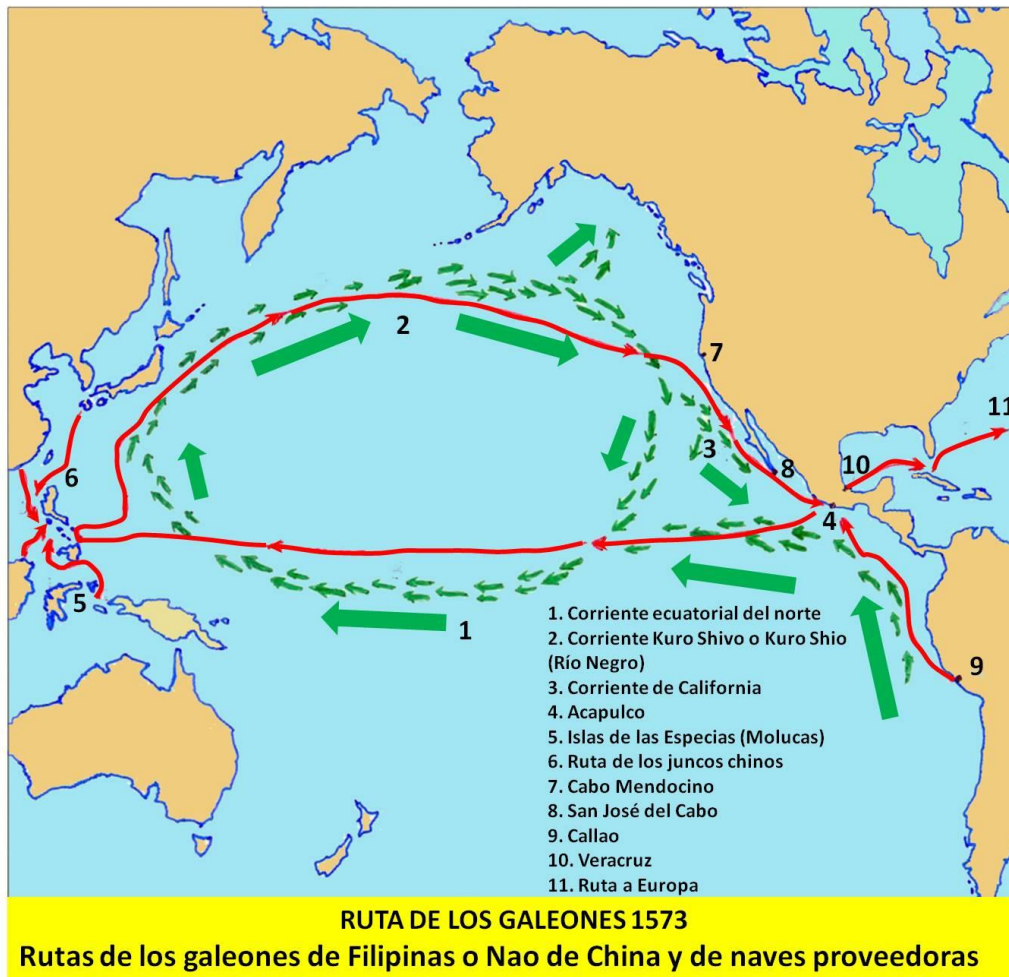 2
7
11
3
6
8
10
4
5
1
9
1. Corriente ecuatorial del norte
2. Corriente Kuro Shivo o Kuro Shio
(Río Negro)
3. Corriente de California
4. Acapulco
5. Islas de las Especias (Molucas)
6. Ruta de los juncos chinos
7. Cabo Mendocino
8. San José del Cabo
9. Callao
10. Veracruz
11. Ruta a Europa
RUTA DE LOS GALEONES 1573
Rutas de los galeones de Filipinas o Nao de China y de naves proveedoras